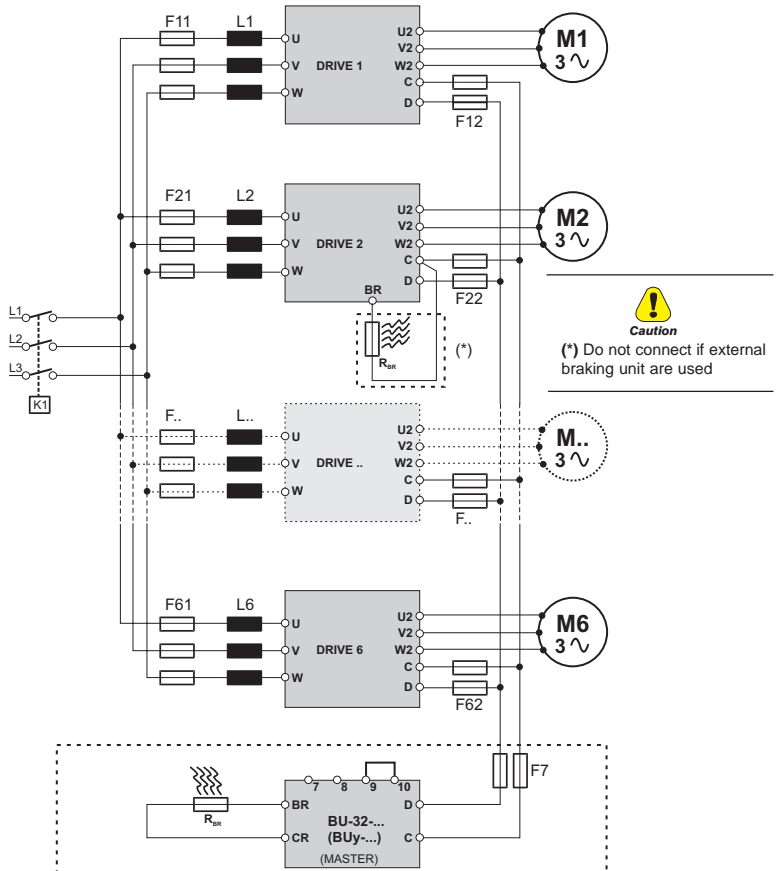 F11 L1
U U2
V DRIVE 1 V2
W W2
C
D
F12
M1
3
F21 L2
U U2
V DRIVE 2 V2
W W2
C
D
BR
F22
M2
3
R BR
(*)
Caution
(*) Do not connect if external
braking unit are used
L1
L2
L3
K1
F.. L..
U U2
V DRIVE .. V2
W W2
C
D
F..
M..
3
F61 L6
U U2
V DRIVE 6 V2
W W2
C
D
F62
M6
3
F7
7 8 9 10
R BR
BR D
BU-32-...
(BUy-...)
CR C
(MASTER)